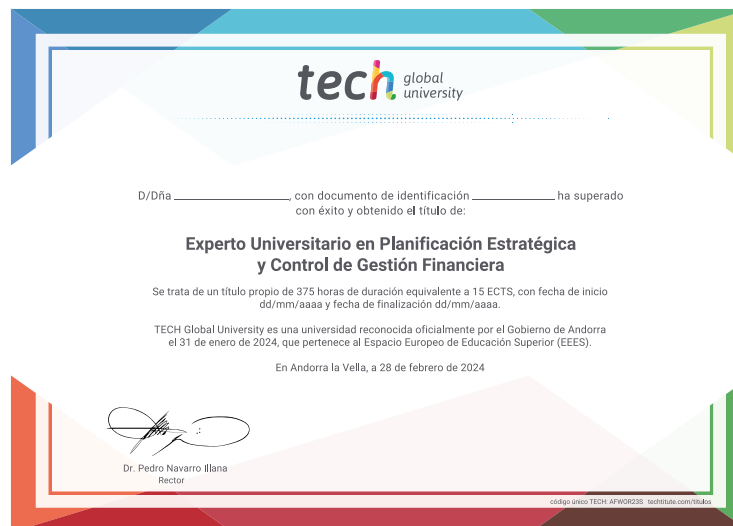 tech global university
D/Dña ____________, con documento de identificación ____________ ha superado
con éxito y obtenido el título de:
Experto Universitario en Planificación Estratégica
y Control de Gestión Financiera
Se trata de un título propio de 375 horas de duración equivalente a 15 ECTS, con fecha de inicio
dd/mm/aaaa y fecha de finalización dd/mm/aaaa.
TECH Global University es una universidad reconocida oficialmente por el Gobierno de Andorra
el 31 de enero de 2024, que pertenece al Espacio Europeo de Educación Superior (EEES).
En Andorra la Vella, a 28 de febrero de 2024
Dr. Pedro Navarro Illana
Rector
código único TECH: AFWOR23S techtitute.com/titulos